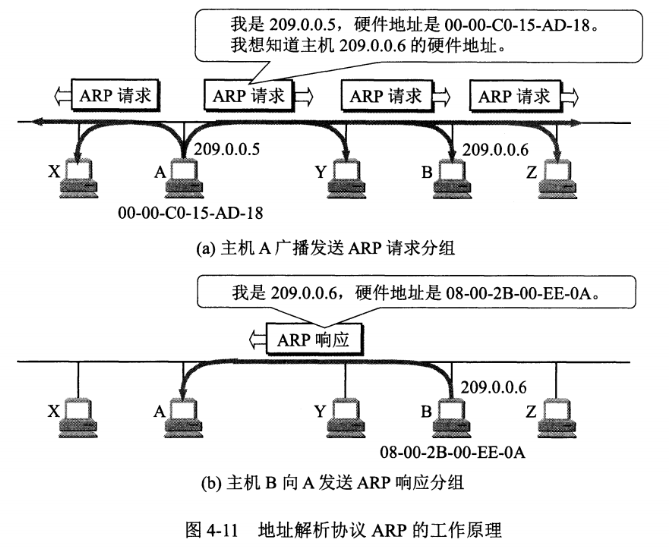 我是 209.0.0.5，硬件地址是 00-00-C0-15-AD-18。
我想知道主机 209.0.0.6 的硬件地址。
ARP 请求
ARP 请求
ARP 请求
ARP 请求
209.0.0.5
209.0.0.6
X
A
Y
B
Z
00-00-C0-15-AD-18
(a) 主机 A 广播发送 ARP 请求分组
我是 209.0.0.6，硬件地址是 08-00-2B-00-EE-0A。
ARP 响应
209.0.0.6
X
A
Y
B
Z
08-00-2B-00-EE-0A
(b) 主机 B 向 A 发送 ARP 响应分组
图 4-11 地址解析协议 ARP 的工作原理